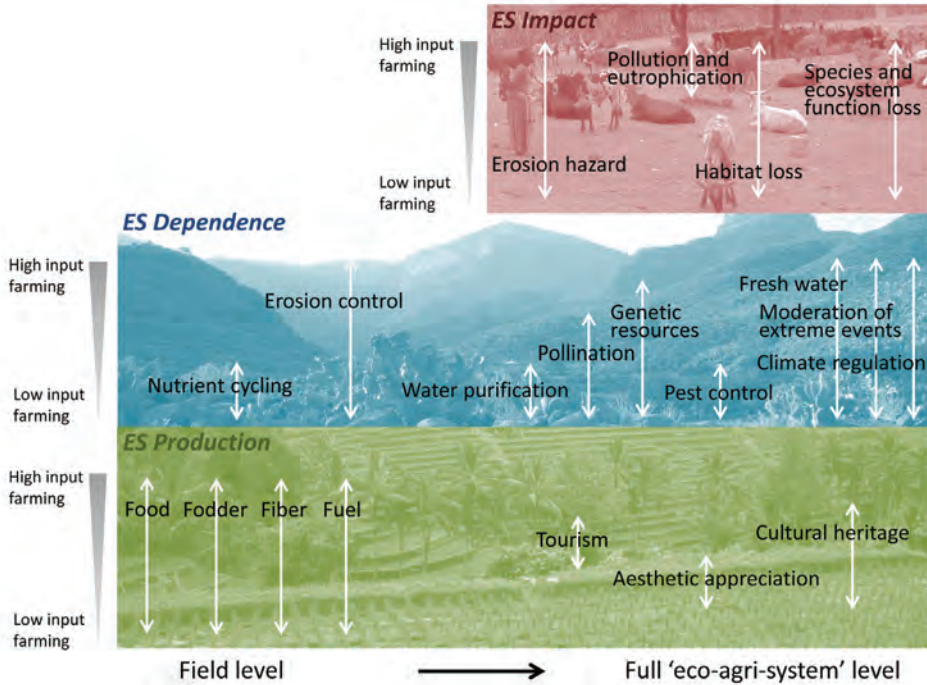 ES Impact
High input
farming
Pollution and
eutrophication
Species and
ecosystem
function loss
Erosion hazard
Habitat loss
Low input
farming
ES Dependence
High input
farming
Erosion control
Fresh water
Genetic
resources
Moderation of
extreme events
Pollination
Climate regulation
Nutrient cycling
Water purification
Pest control
Low input
farming
ES Production
High input
farming
Food Fodder Fiber Fuel
Tourism
Cultural heritage
Aesthetic appreciation
Low input
farming
Field level
Full 'eco-agri-system' level